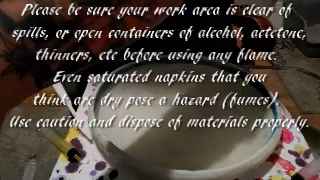 Please be sure your work area is clear of
spills, or open containers of alcohol, acetone,
thinners, etc before using any flame.
Even saturated napkins that you
think are dry pose a hazard (fumes).
Use caution and dispose of materials properly.